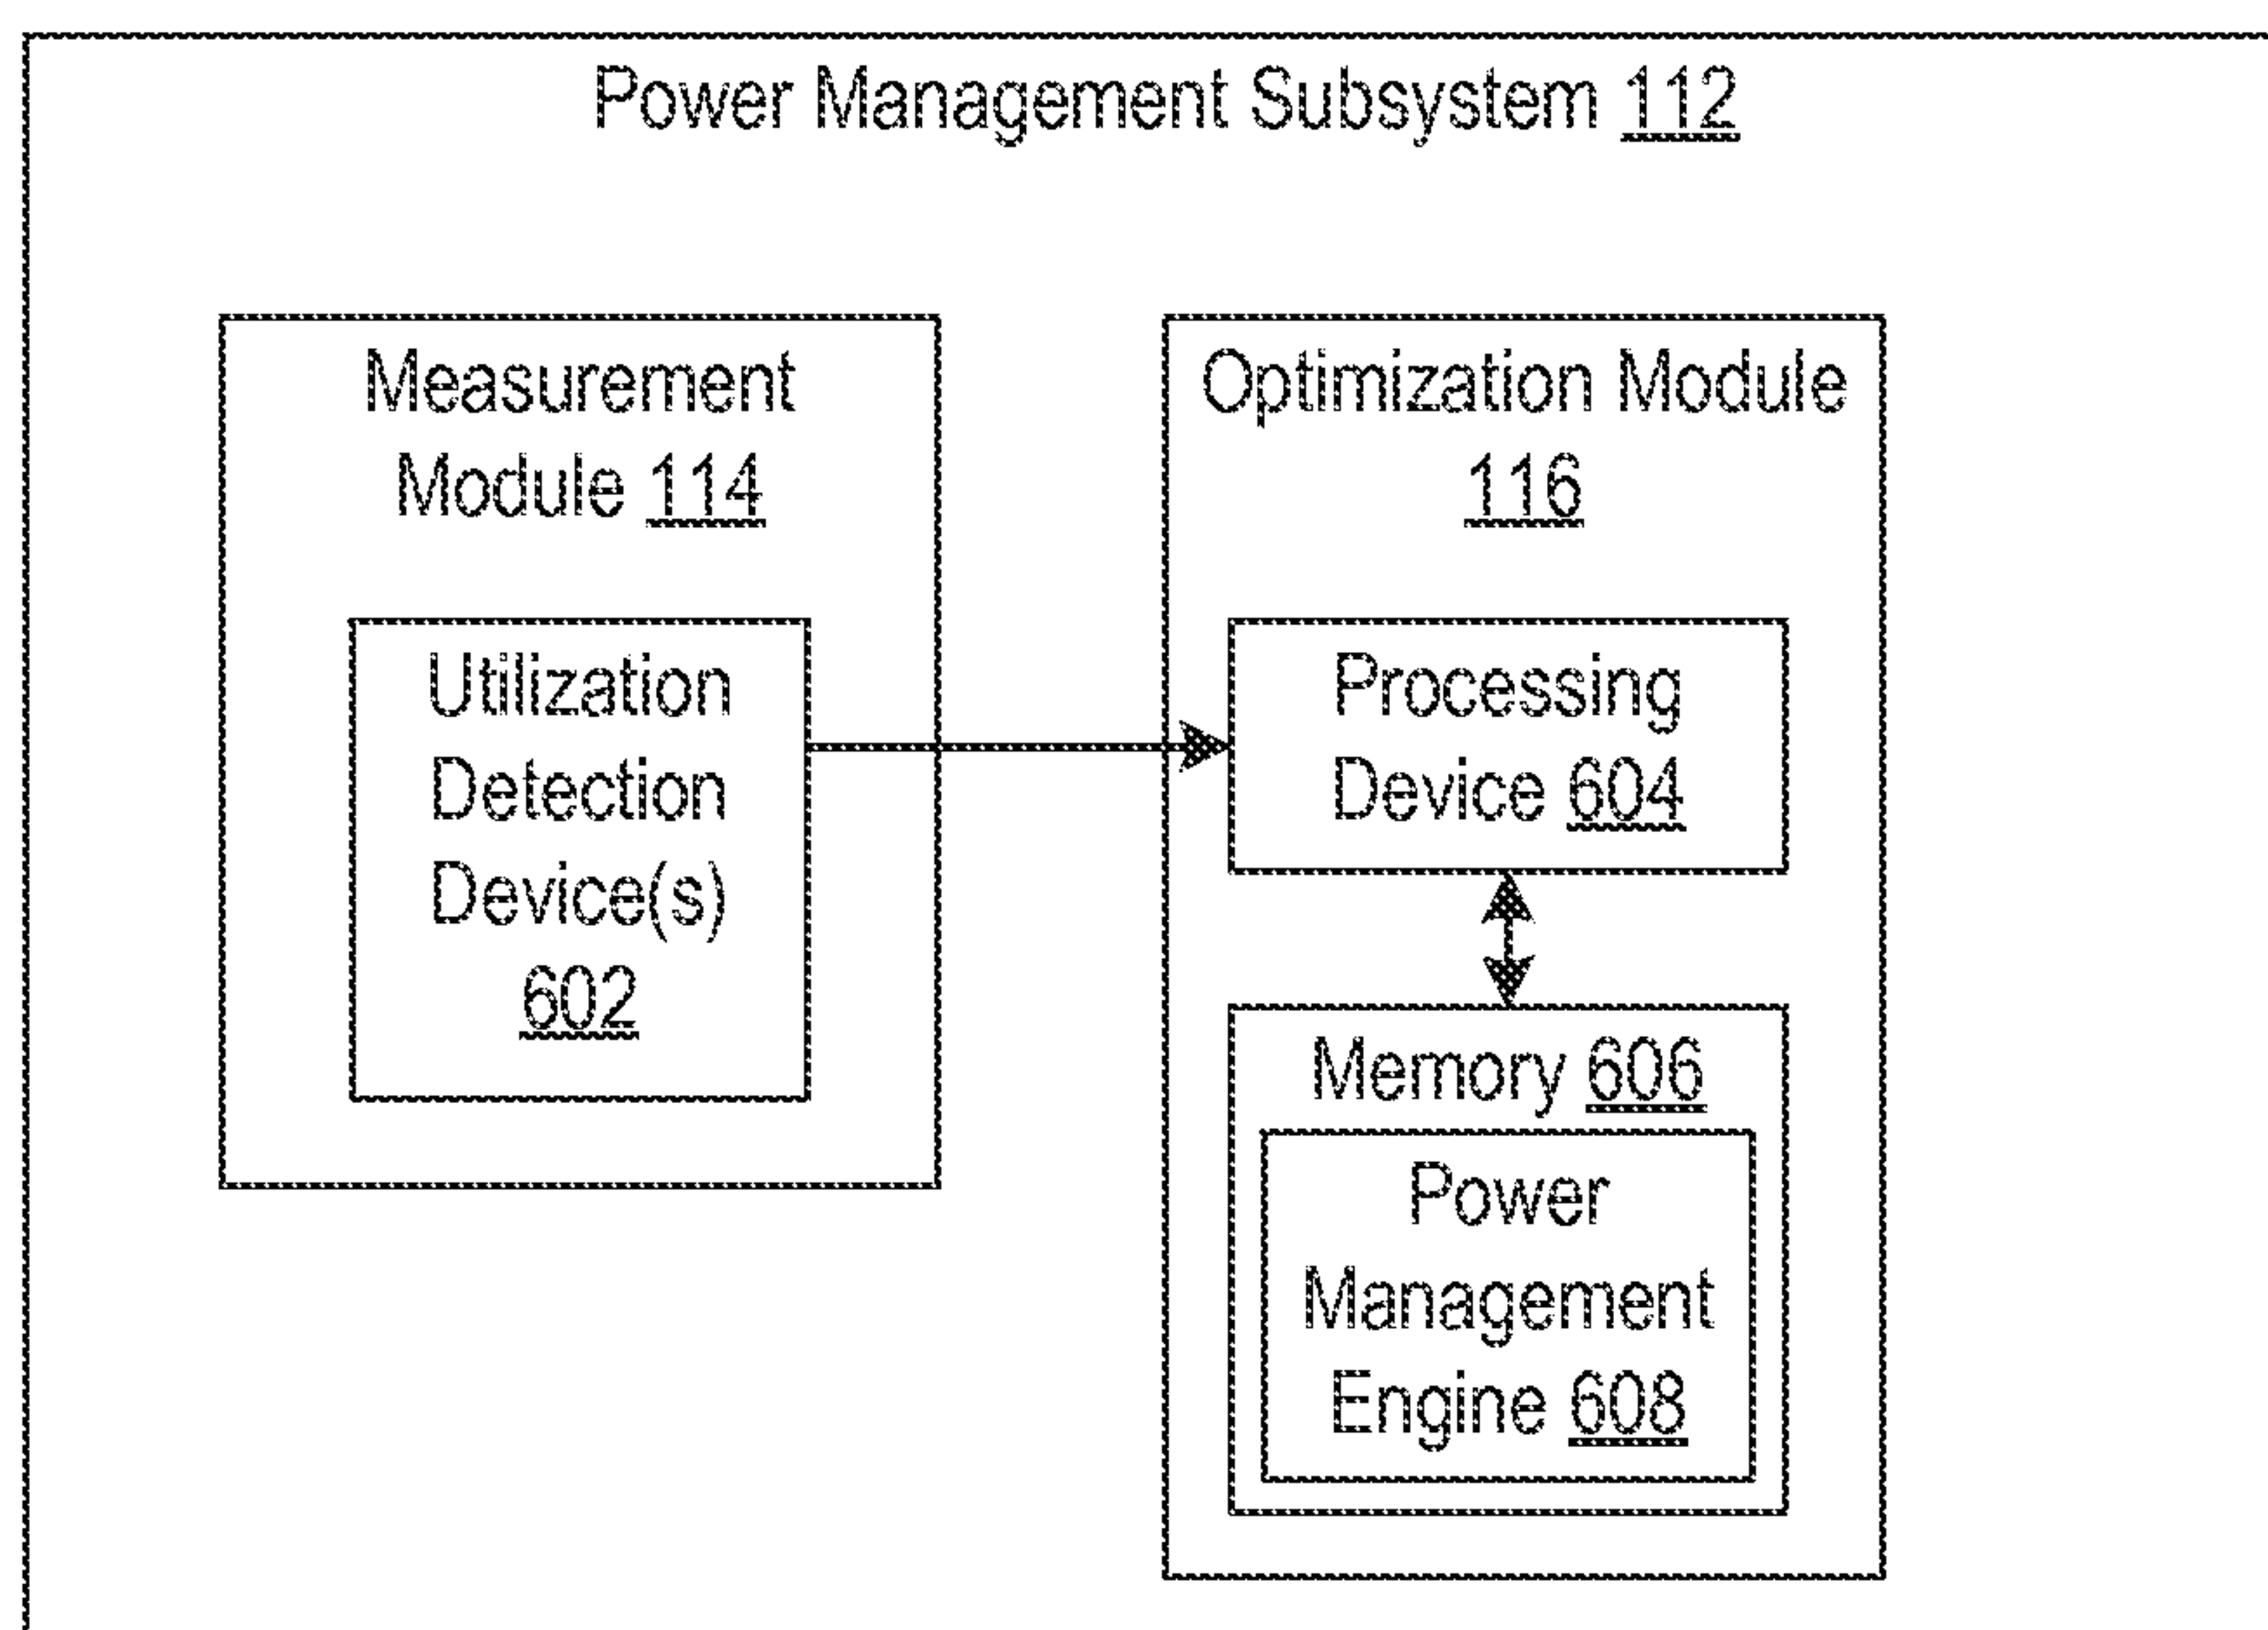 Power Management Subsystem 112
Measurement
Module 114
Utilization
Detection
Device(s)
602
Optimization Module
116
Processing
Device 604
Memory 606
Power
Management
Engine 608